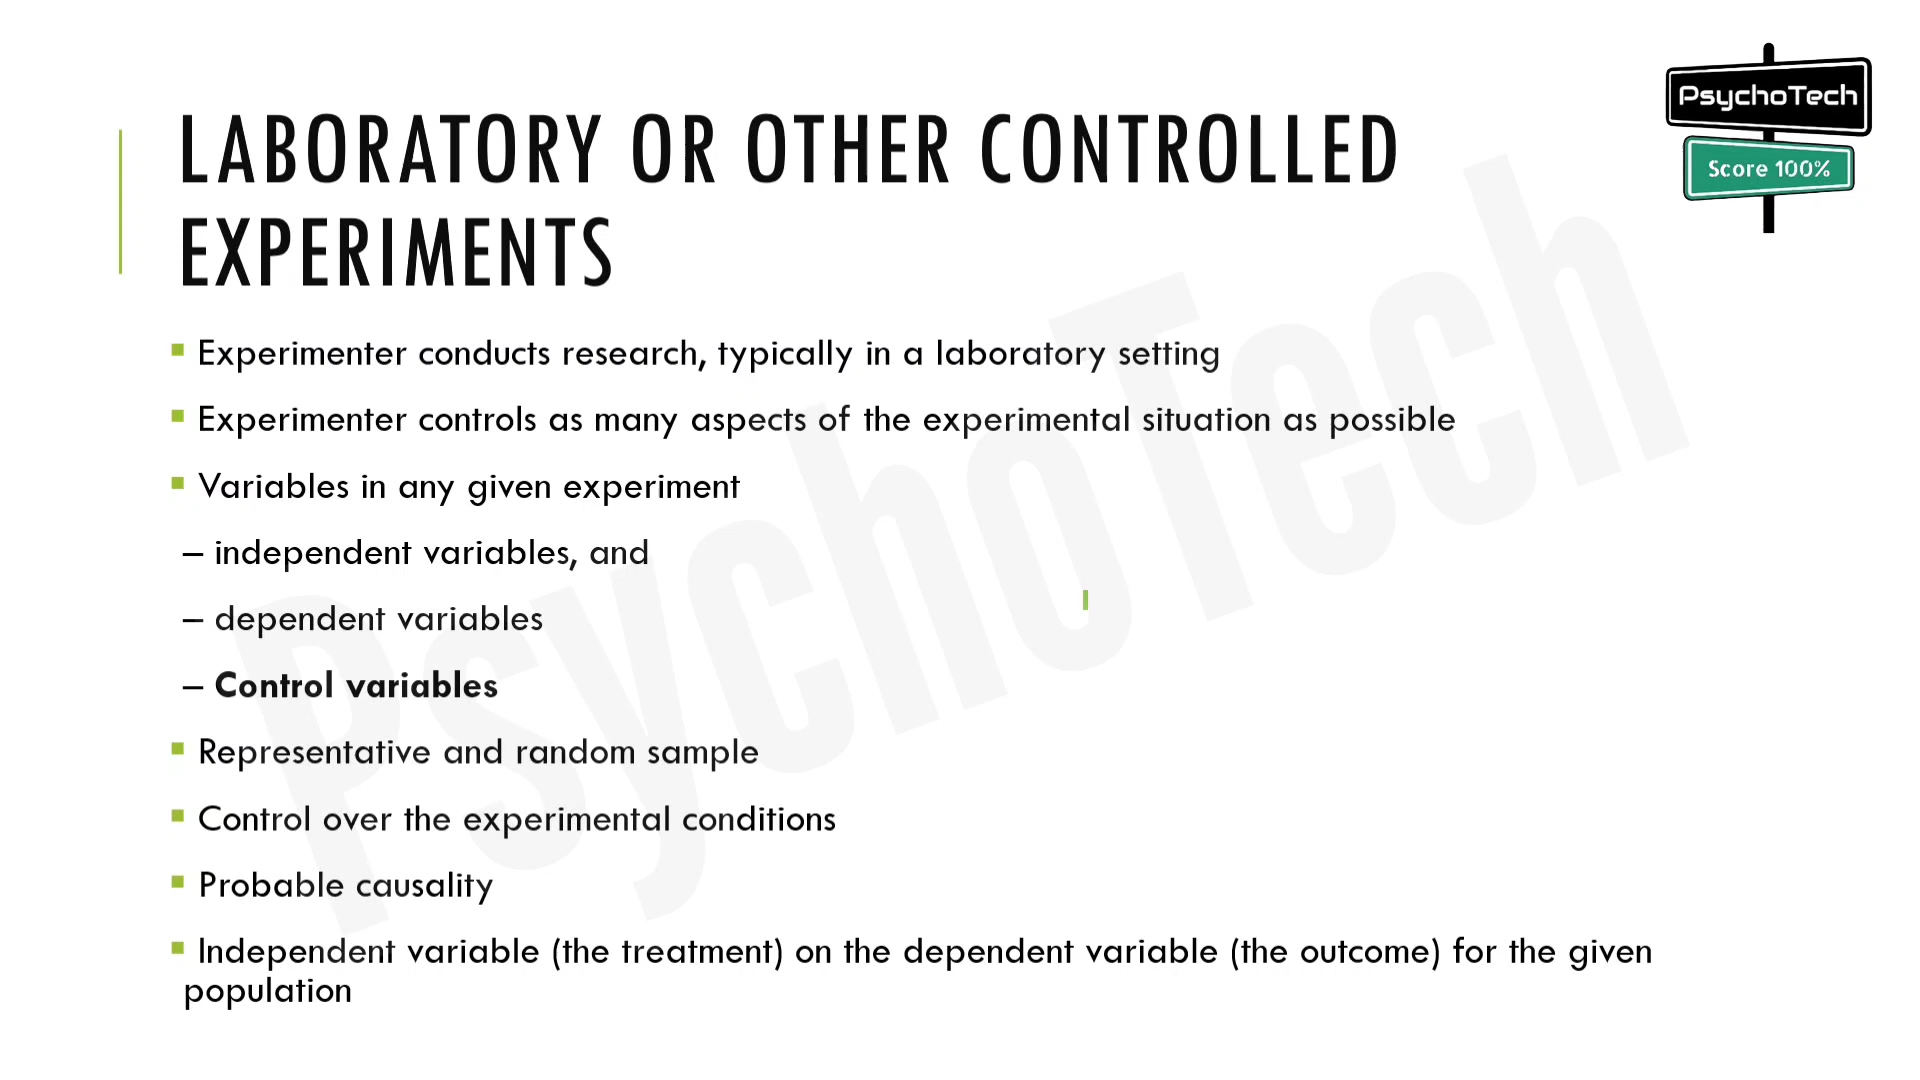 PsychoTech
Score 100%
LABORATORY OR OTHER CONTROLLED
EXPERIMENTS
▪ Experimenter conducts research, typically in a laboratory setting
▪ Experimenter controls as many aspects of the experimental situation as possible
▪ Variables in any given experiment
– independent variables, and
– dependent variables
– Control variables
▪ Representative and random sample
▪ Control over the experimental conditions
▪ Probable causality
▪ Independent variable (the treatment) on the dependent variable (the outcome) for the given
population
PsychoTech